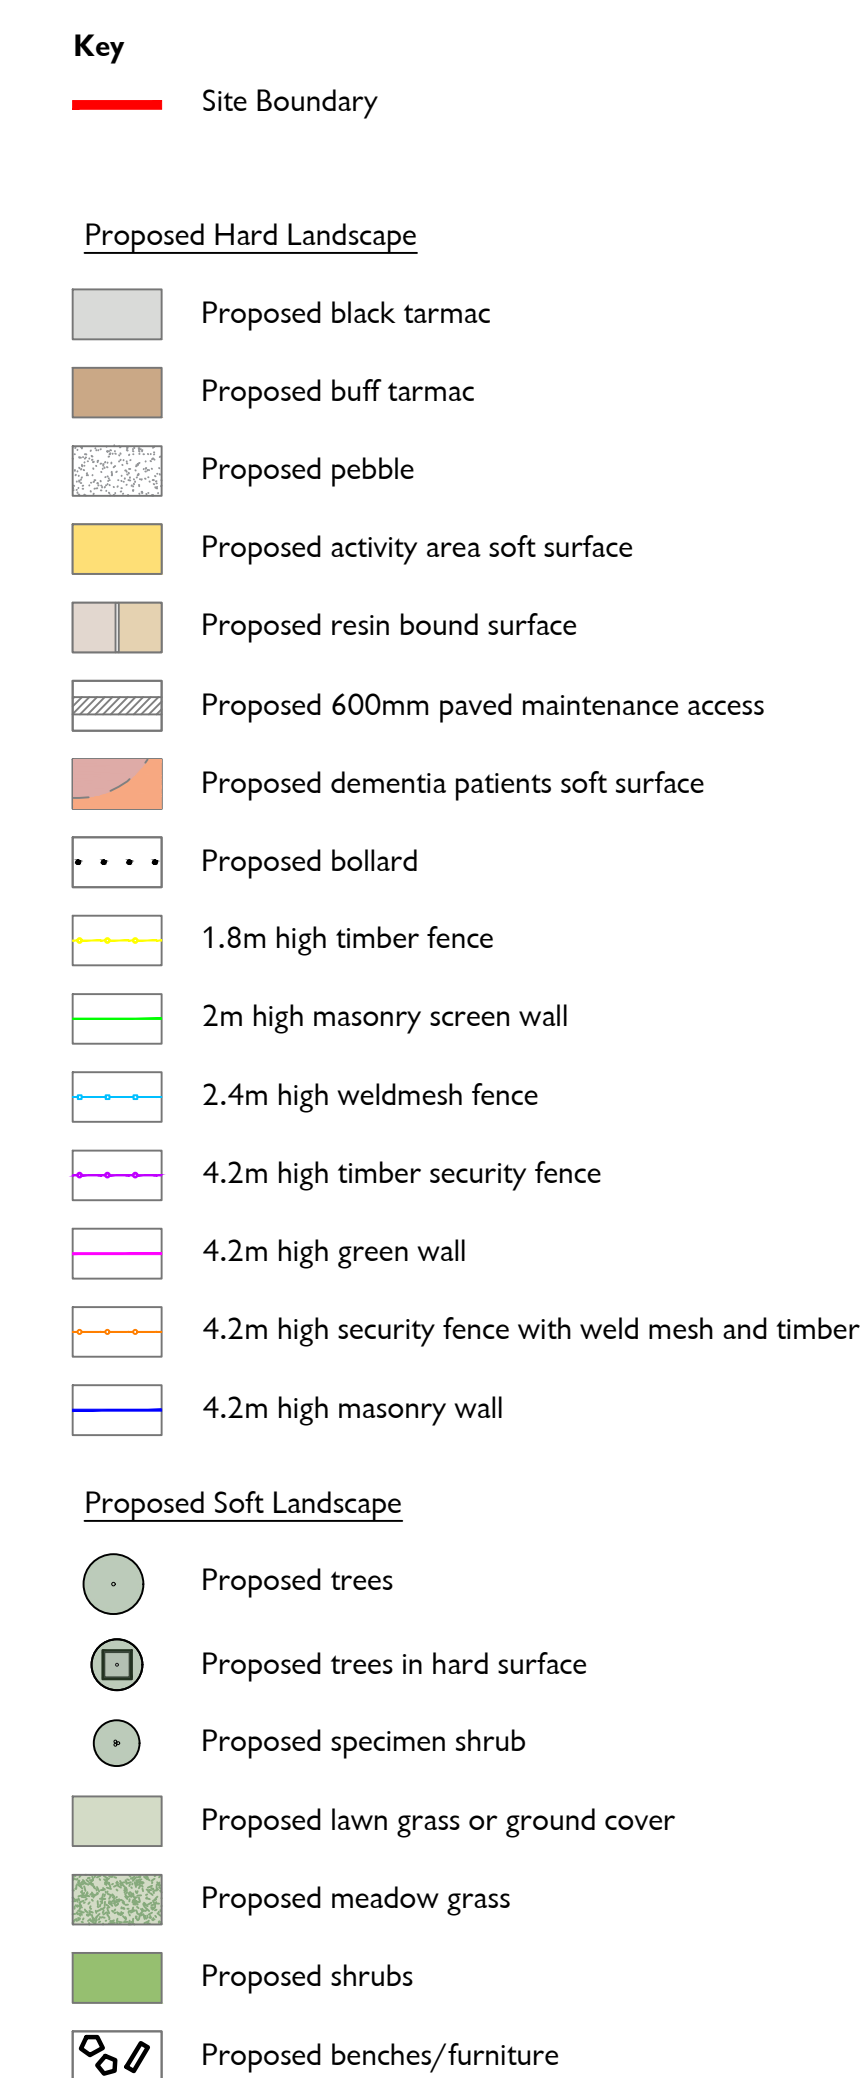 Key
Site Boundary
Proposed Hard Landscape
Proposed black tarmac
Proposed buff tarmac
Proposed pebble
Proposed activity area soft surface
Proposed resin bound surface
Proposed 600mm paved maintenance access
Proposed dementia patients soft surface
Proposed bollard
1.8m high timber fence
2m high masonry screen wall
2.4m high weldmesh fence
4.2m high timber security fence
4.2m high green wall
4.2m high security fence with weld mesh and timber
4.2m high masonry wall
Proposed Soft Landscape
Proposed trees
Proposed trees in hard surface
Proposed specimen shrub
Proposed lawn grass or ground cover
Proposed meadow grass
Proposed shrubs
Proposed benches/furniture